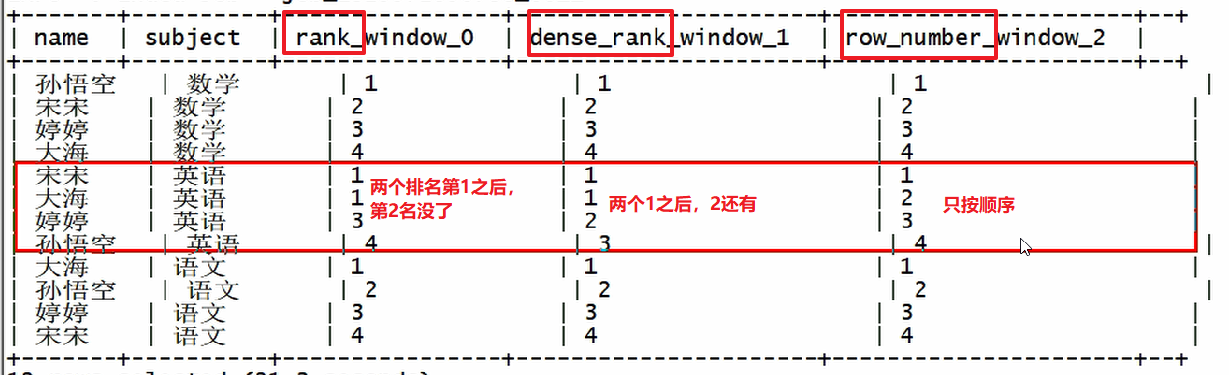 name subject rank_window_0 dense_rank_window_1 row_number_window_2
孙悟空 数学 1 1 1
宋宋 数学 2 2 2
婷婷 数学 3 3 3
大海 数学 4 4 4
宋宋 英语 1 1 1
大海 英语 1 1 2
婷婷 英语 3 2 3
孙悟空 英语 4 3 4
两个排名第1之后，
第2名没了
两个1之后，2还有
只按顺序
大海 语文 1 1 1
孙悟空 语文 2 2 2
婷婷 语文 3 3 3
宋宋 语文 4 4 4